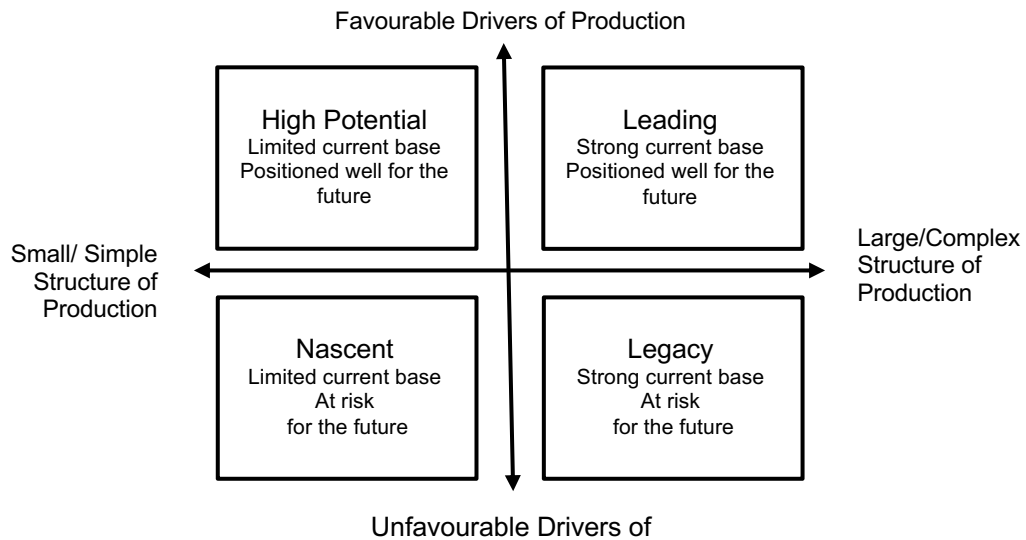 Favourable Drivers of Production
High Potential
Limited current base
Positioned well for the
future
Leading
Strong current base
Positioned well for the
future
Small/ Simple
Structure of
Production
Large/Complex
Structure of
Production
Nascent
Limited current base
At risk
for the future
Legacy
Strong current base
At risk
for the future
Unfavourable Drivers of